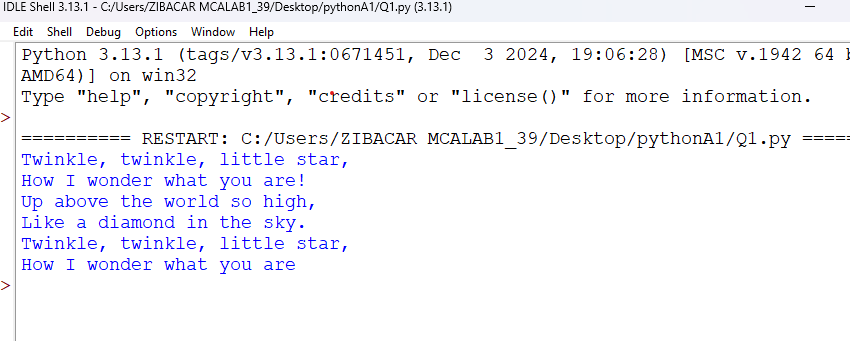 IDLE Shell 3.13.1 - C:/Users/ZIBACAR MCALAB1_39/Desktop/pythonA1/Q1.py (3.13.1)
Edit Shell Debug Options Window Help
Python 3.13.1 (tags/v3.13.1:0671451, Dec  3 2024, 19:06:28) [MSC v.1942 64 b
AMD64)] on win32
Type "help", "copyright", "credits" or "license()" for more information.
>
========== RESTART: C:/Users/ZIBACAR MCALAB1_39/Desktop/pythonA1/Q1.py =====
Twinkle, twinkle, little star,
How I wonder what you are!
Up above the world so high,
Like a diamond in the sky.
Twinkle, twinkle, little star,
How I wonder what you are
>